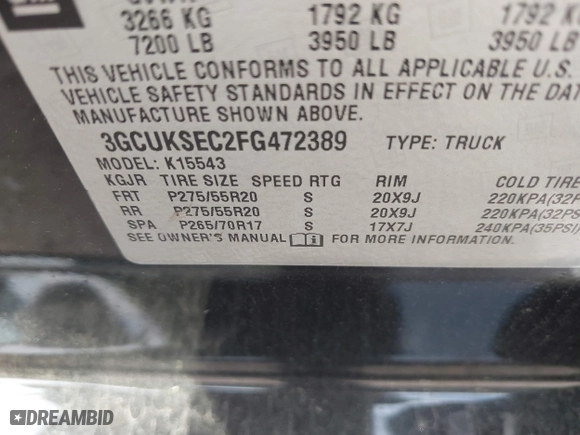 3266 KG 1792 KG 1792 KG
7200 LB 3950 LB 3950 LB
THIS VEHICLE CONFORMS TO ALL APPLICABLE U.S.
VEHICLE SAFETY STANDARDS IN EFFECT ON THE DAT
MANUFACTURE SHOWN ABOVE.
3GCUKSEC2FG472389 TYPE: TRUCK
MODEL: K15543
KGJR TIRE SIZE SPEED RTG RIM COLD TIRE
FRT P275/55R20 S 20X9J 220KPA(32P
RR P275/55R20 S 20X9J 220KPA(32PS
SPA P265/70R17 S 17X7J 240KPA(35PSI)
SEE OWNER'S MANUAL FOR MORE INFORMATION.
DREAMBID